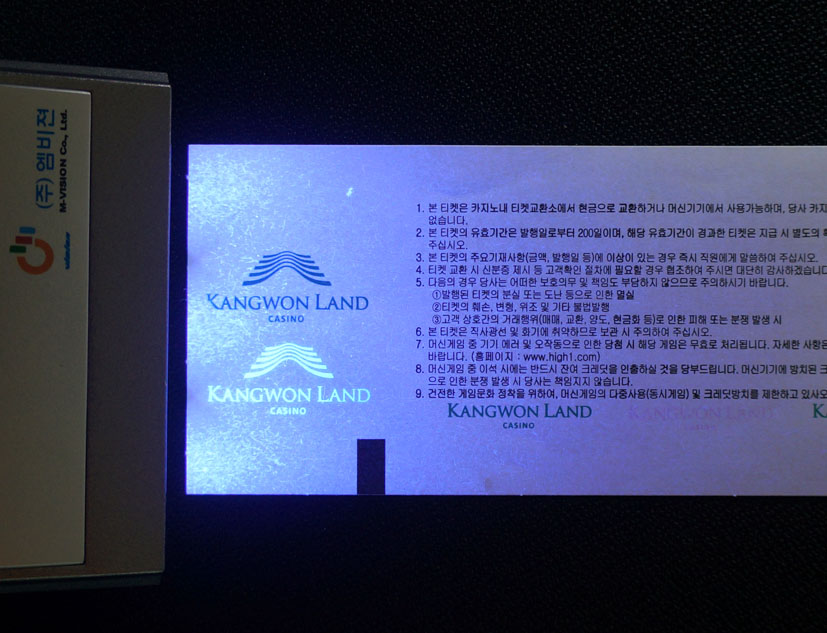 (주) 엠비젼
M-VISION Co., Ltd.
KANGWON LAND
CASINO
KANGWON LAND
CASINO
1. 본 티켓은 카지노내 티켓교환소에서 현금으로 교환하거나 머신기기에서 사용가능하며, 당사 카지
없습니다.
2. 본 티켓의 유효기간은 발행일로부터 200일이며, 해당 유효기간이 경과한 티켓은 지급 시 별도의
주십시오.
3. 본 티켓의 주요기재사항(금액, 발행일 등)에 이상이 있는 경우 즉시 직원에게 말씀하여 주십시오.
4. 티켓 교환 시 신분증 제시 등 고객확인 절차에 필요할 경우 협조하여 주시면 대단히 감사하겠습니다
5. 다음의 경우 당사는 어떠한 보호의무 및 책임도 부담하지 않으므로 주의하시기 바랍니다.
①발행된 티켓의 분실 또는 도난 등으로 인한 멸실
②티켓의 훼손, 변형, 위조 및 기타 불법발행
③고객 상호간의 거래행위(매매, 교환, 양도, 현금화 등)로 인한 피해 또는 분쟁 발생 시
6. 본 티켓은 직사광선 및 화기에 취약하므로 보관 시 주의하여 주십시오.
7. 머신게임 중 기기 에러 및 오작동으로 인한 당첨 시 해당 게임은 무효로 처리됩니다. 자세한 사항은
바랍니다. (홈페이지 : www.high1.com)
8. 머신게임 중 이석 시에는 반드시 잔여 크레딧을 인출하실 것을 당부드립니다. 머신기기에 방치된 크
으로 인한 분쟁 발생 시 당사는 책임지지 않습니다.
9. 건전한 게임문화 정착을 위하여, 머신게임의 다중사용(동시게임) 및 크레딧방치를 제한하고 있사오
KANGWON LAND KANGWON LAND K
CASINO CASINO